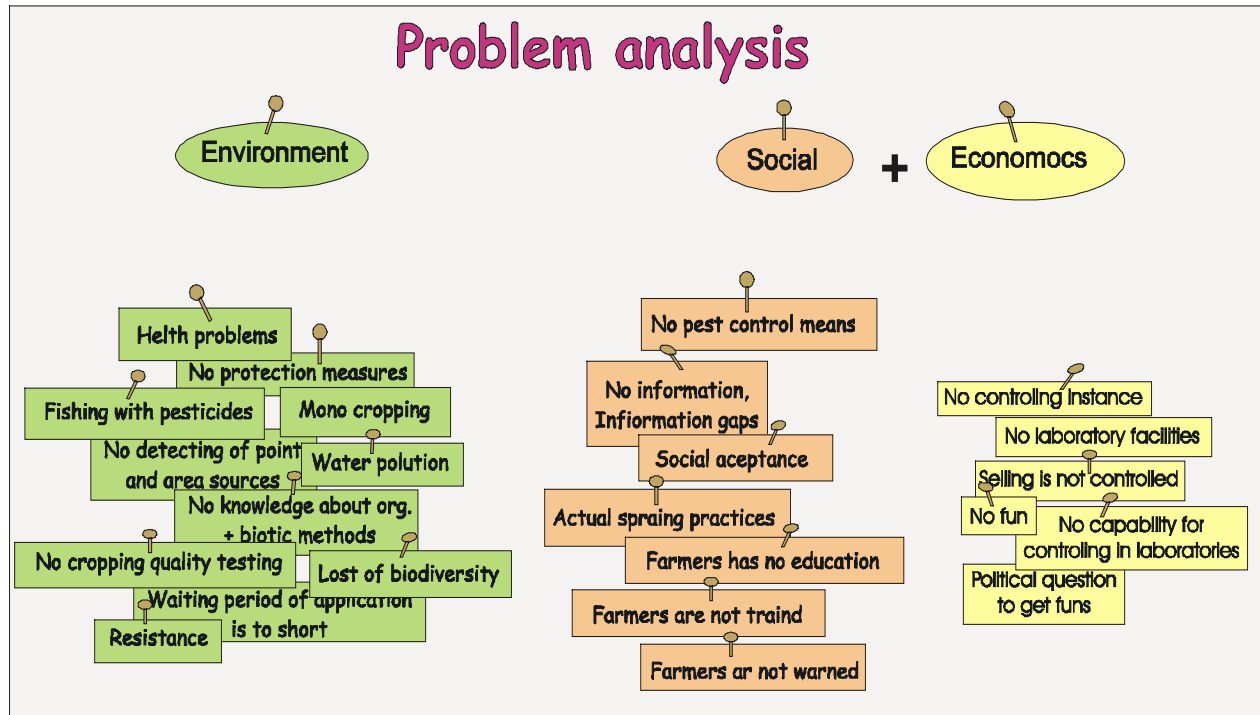 Problem analysis
Environment
Social
+
Economocs
Helth problems
No protection measures
Fishing with pesticides
Mono cropping
No detecting of point
and area sources
Water polution
No knowledge about org.
+ biotic methods
No cropping quality testing
Lost of biodiversity
Waiting period of application
is to short
Resistance
No pest control means
No information,
Infiormation gaps
Social aceptance
Actual spraing practices
Farmers has no education
Farmers are not traind
Farmers ar not warned
No controling instance
No laboratory facilities
Selling is not controlled
No fun
No capability for
controling in laboratories
Political question
to get funs